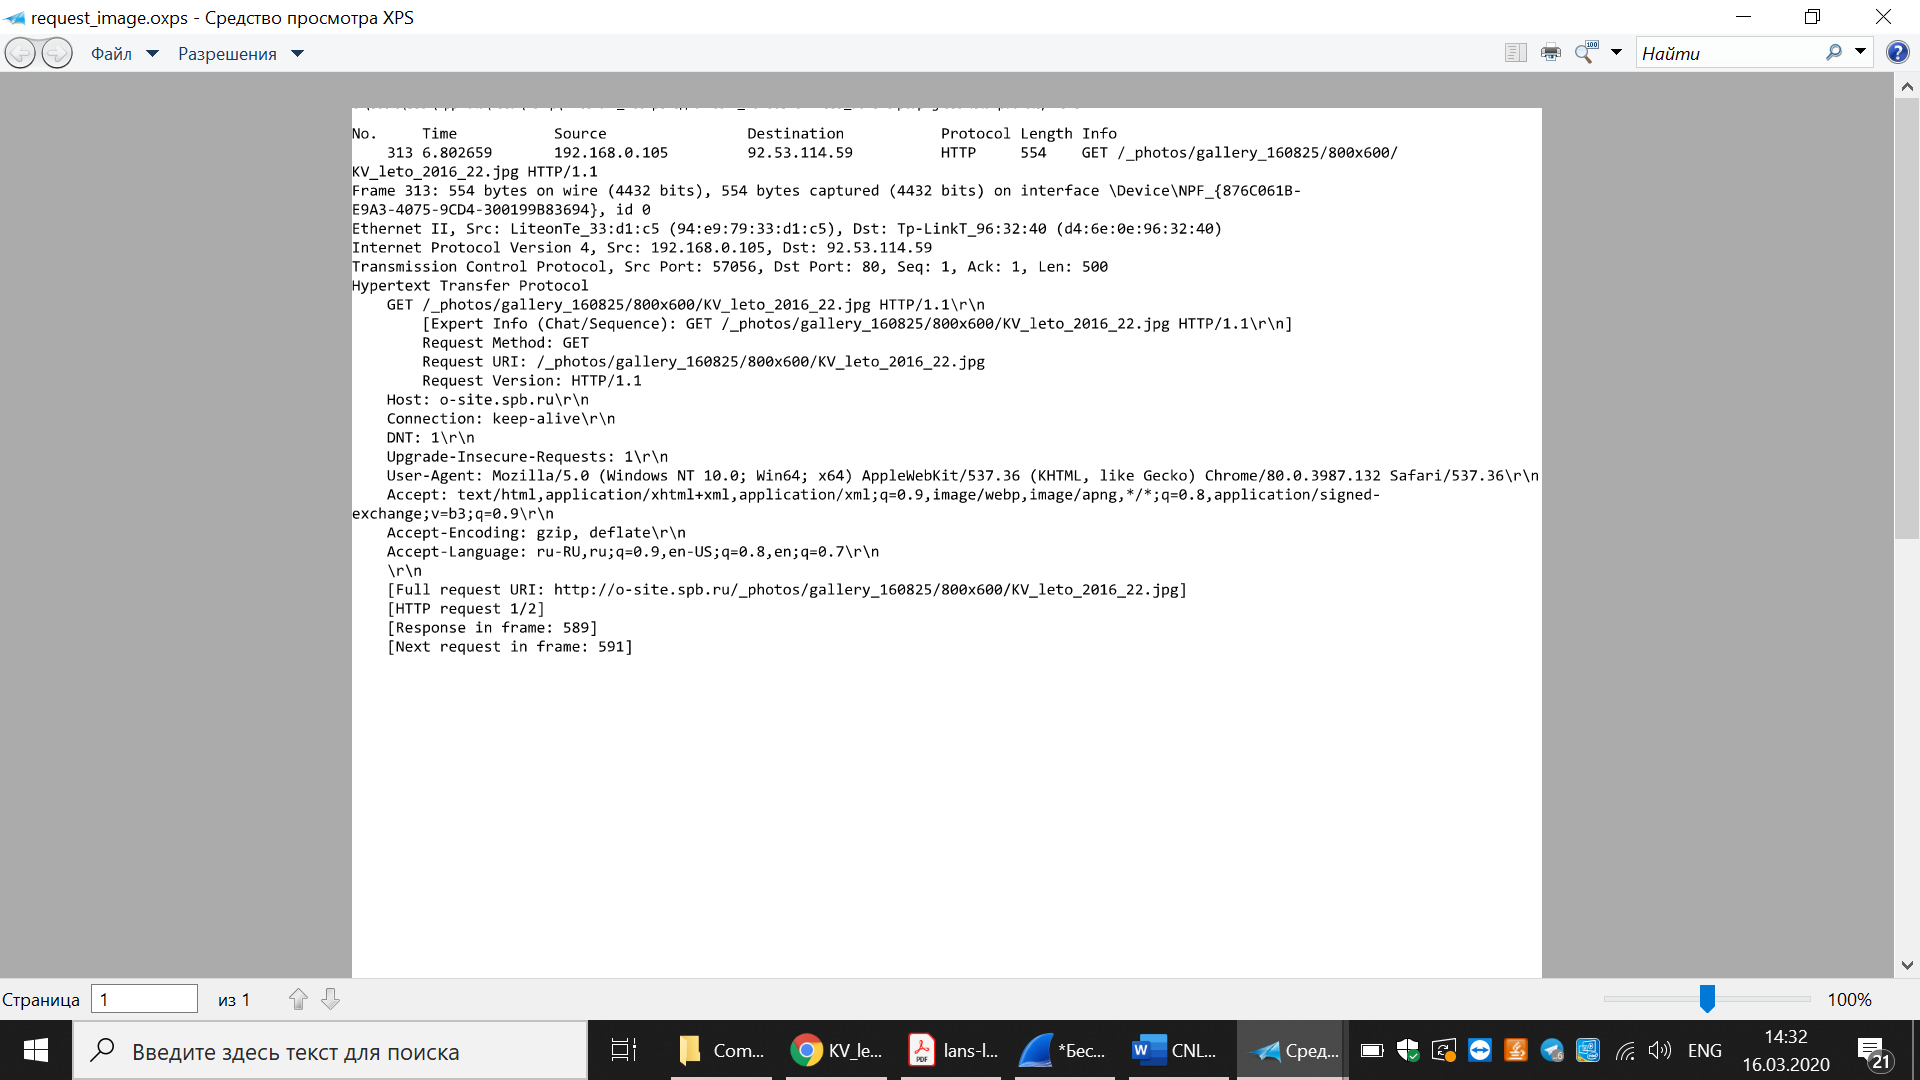 request_image.oxps - Средство просмотра XPS
Файл Разрешения Найти
No. Time Source Destination Protocol Length Info
313 6.802659 192.168.0.105 92.53.114.59 HTTP 554 GET /_photos/gallery_160825/800x600/
KV_leto_2016_22.jpg HTTP/1.1
Frame 313: 554 bytes on wire (4432 bits), 554 bytes captured (4432 bits) on interface \Device\NPF_{876C061B-
E9A3-4075-9CD4-300199B83694}, id 0
Ethernet II, Src: LiteonTe_33:d1:c5 (94:e9:79:33:d1:c5), Dst: Tp-LinkT_96:32:40 (d4:6e:0e:96:32:40)
Internet Protocol Version 4, Src: 192.168.0.105, Dst: 92.53.114.59
Transmission Control Protocol, Src Port: 57056, Dst Port: 80, Seq: 1, Ack: 1, Len: 500
Hypertext Transfer Protocol
GET /_photos/gallery_160825/800x600/KV_leto_2016_22.jpg HTTP/1.1\r\n
[Expert Info (Chat/Sequence): GET /_photos/gallery_160825/800x600/KV_leto_2016_22.jpg HTTP/1.1\r\n]
Request Method: GET
Request URI: /_photos/gallery_160825/800x600/KV_leto_2016_22.jpg
Request Version: HTTP/1.1
Host: o-site.spb.ru\r\n
Connection: keep-alive\r\n
DNT: 1\r\n
Upgrade-Insecure-Requests: 1\r\n
User-Agent: Mozilla/5.0 (Windows NT 10.0; Win64; x64) AppleWebKit/537.36 (KHTML, like Gecko) Chrome/80.0.3987.132 Safari/537.36\r\n
Accept: text/html,application/xhtml+xml,application/xml;q=0.9,image/webp,image/apng,*/*;q=0.8,application/signed-
exchange;v=b3;q=0.9\r\n
Accept-Encoding: gzip, deflate\r\n
Accept-Language: ru-RU,ru;q=0.9,en-US;q=0.8,en;q=0.7\r\n
\r\n
[Full request URI: http://o-site.spb.ru/_photos/gallery_160825/800x600/KV_leto_2016_22.jpg]
[HTTP request 1/2]
[Response in frame: 589]
[Next request in frame: 591]
Страница 1 из 1 100%
Введите здесь текст для поиска Com... KV_le... lans-l... *Бес... CNL... Сред... ENG 14:32
16.03.2020 21